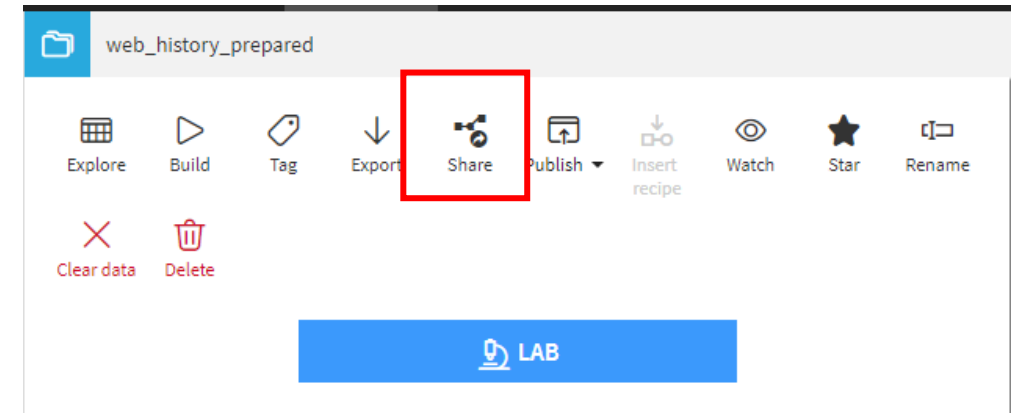 web_history_prepared
Explore Build Tag Export Share Publish Insert recipe Watch Star Rename
Clear data Delete
LAB